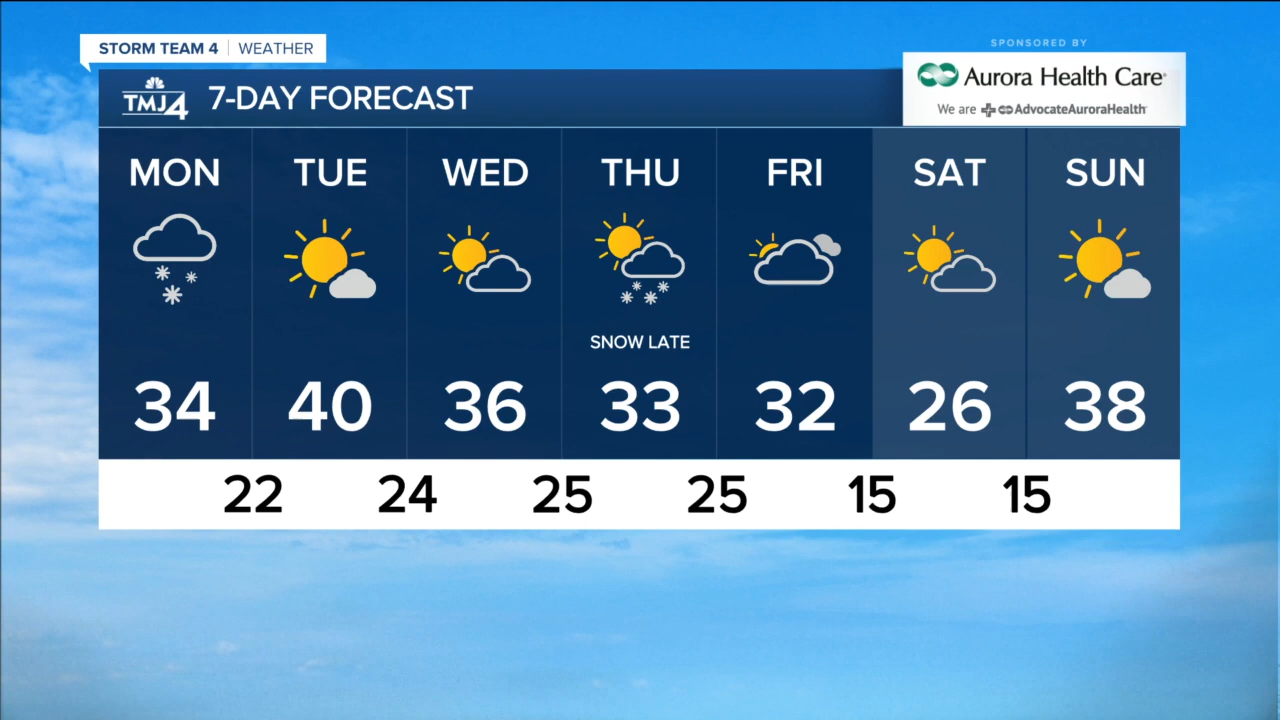 STORM TEAM 4 | WEATHER
SPONSORED BY
Aurora Health Care®
We are AdvocateAuroraHealth
TMJ4 7-DAY FORECAST
MON TUE WED THU FRI SAT SUN
SNOW LATE
34 40 36 33 32 26 38
22 24 25 25 15 15